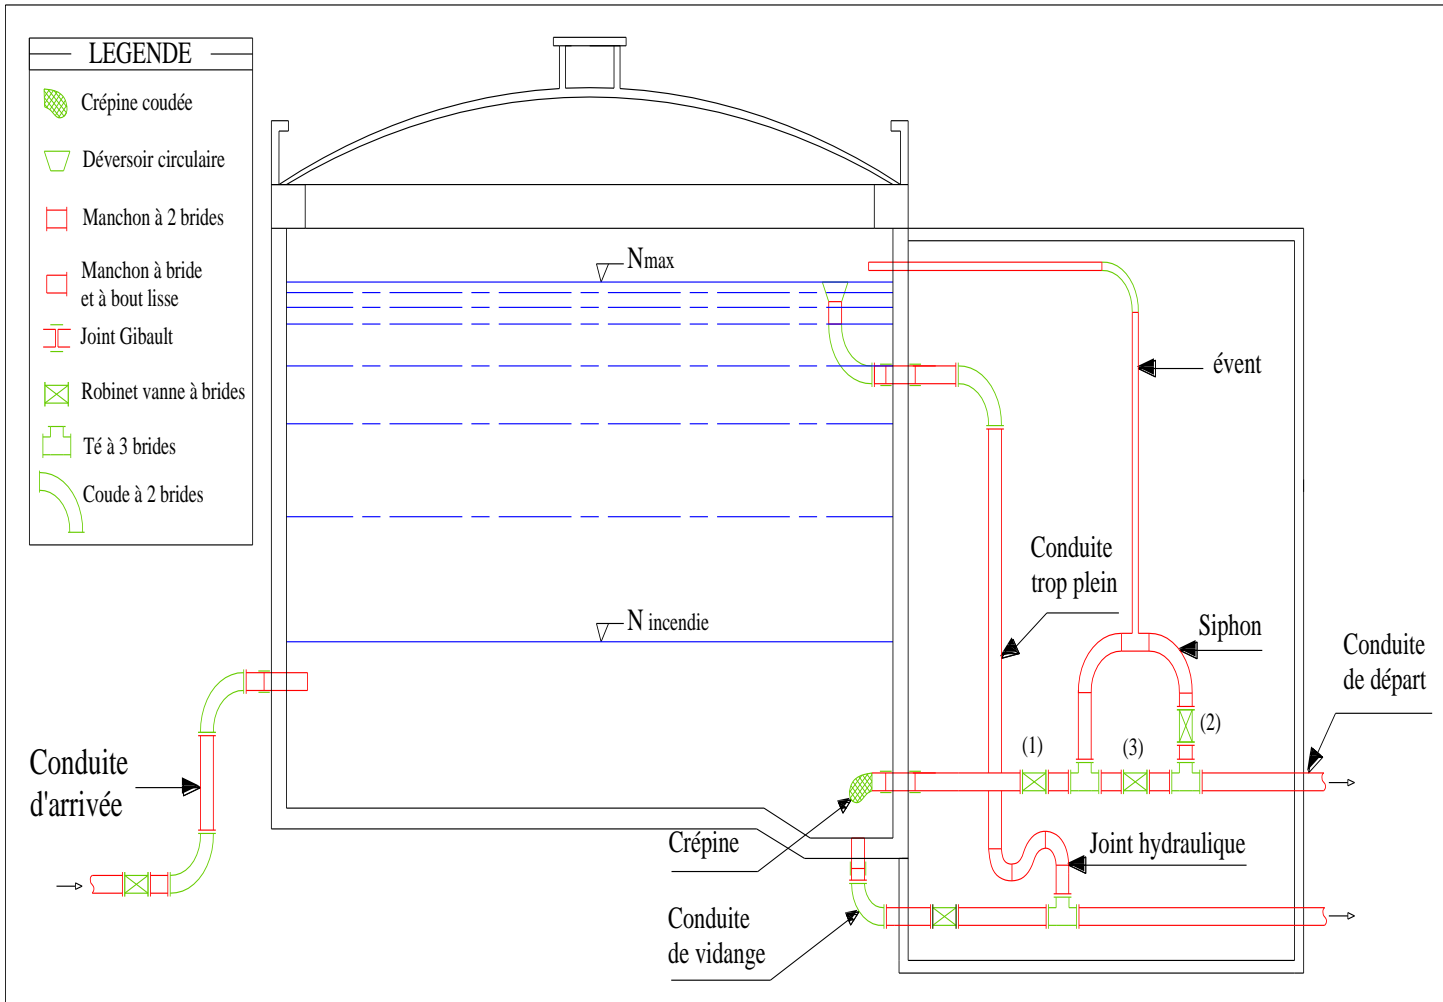 LEGENDE
Crépine coudée
Déversoir circulaire
Manchon à 2 brides
Manchon à bride
et à bout lisse
Joint Gibault
Robinet vanne à brides
Té à 3 brides
Coude à 2 brides
Nmax
évent
N incendie
Conduite
trop plein
Siphon
Conduite
de départ
(1)
(3)
(2)
Conduite
d'arrivée
Crépine
Joint hydraulique
Conduite
de vidange